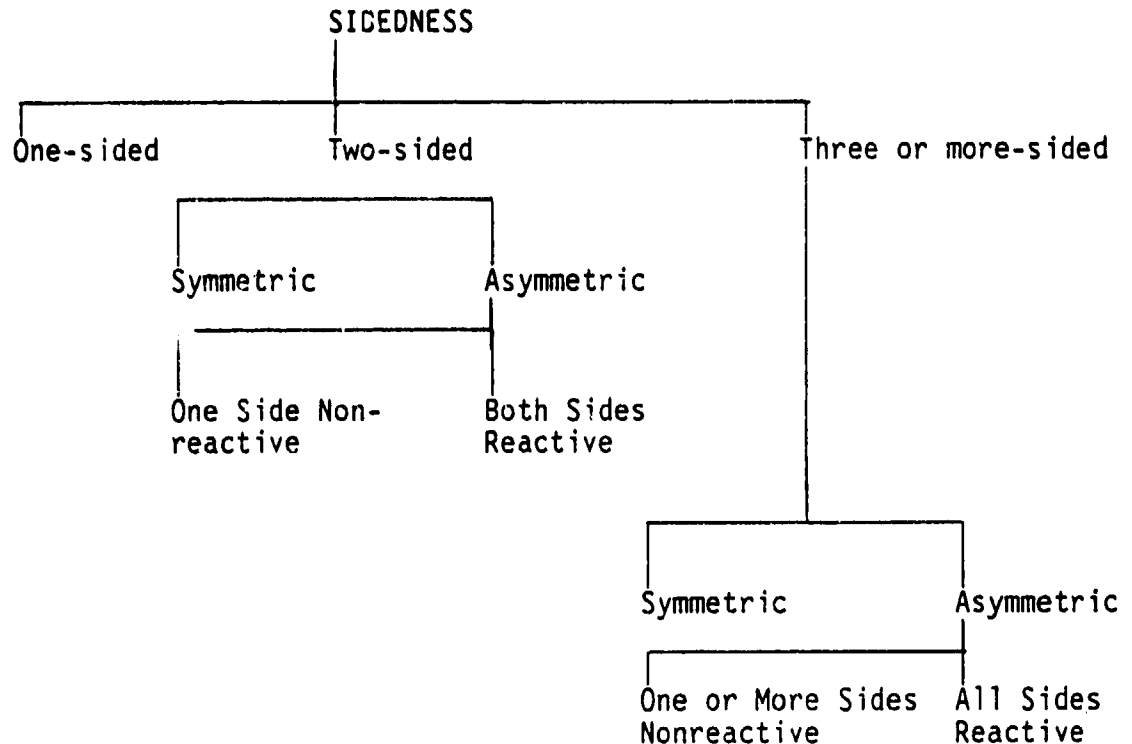 SIDEDNESS
One-sided Two-sided Three or more-sided
Symmetric Asymmetric
One Side Non-
reactive
Both Sides
Reactive
Symmetric Asymmetric
One or More Sides
Nonreactive
All Sides
Reactive